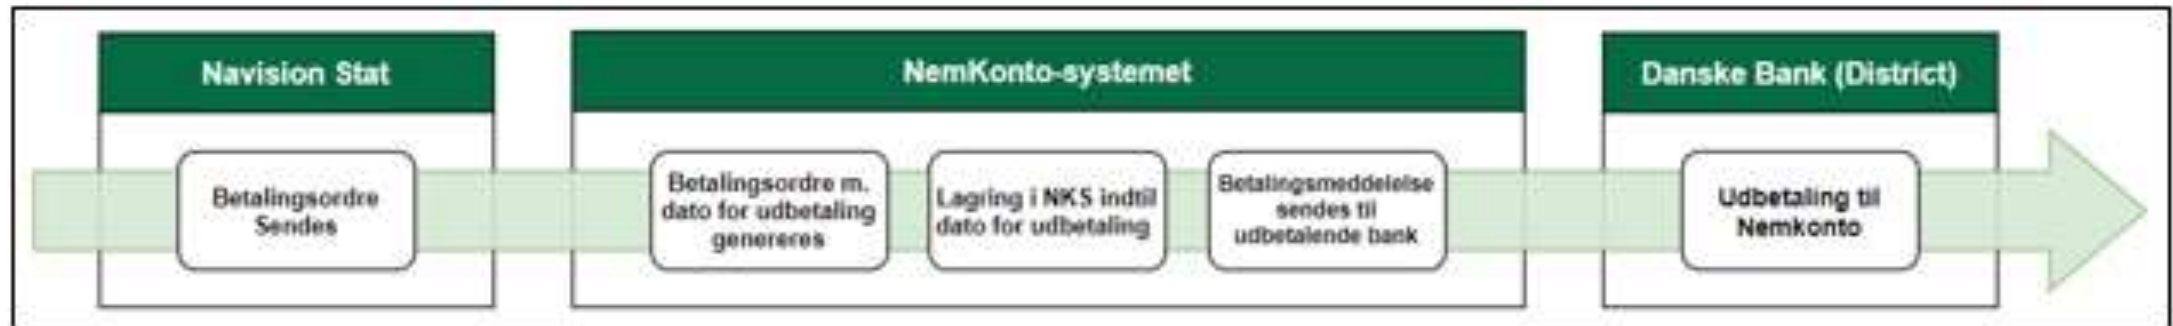 Navision Stat
NemKonto-systemet
Danske Bank (District)
Betalingsordre
Sendes
Betalingsordre m.
dato for udbetaling
genereres
Lagring i NKS indtil
dato for udbetaling
Betalingsmeddelelse
sendes til
udbetalende bank
Udbetaling til
Nemkonto